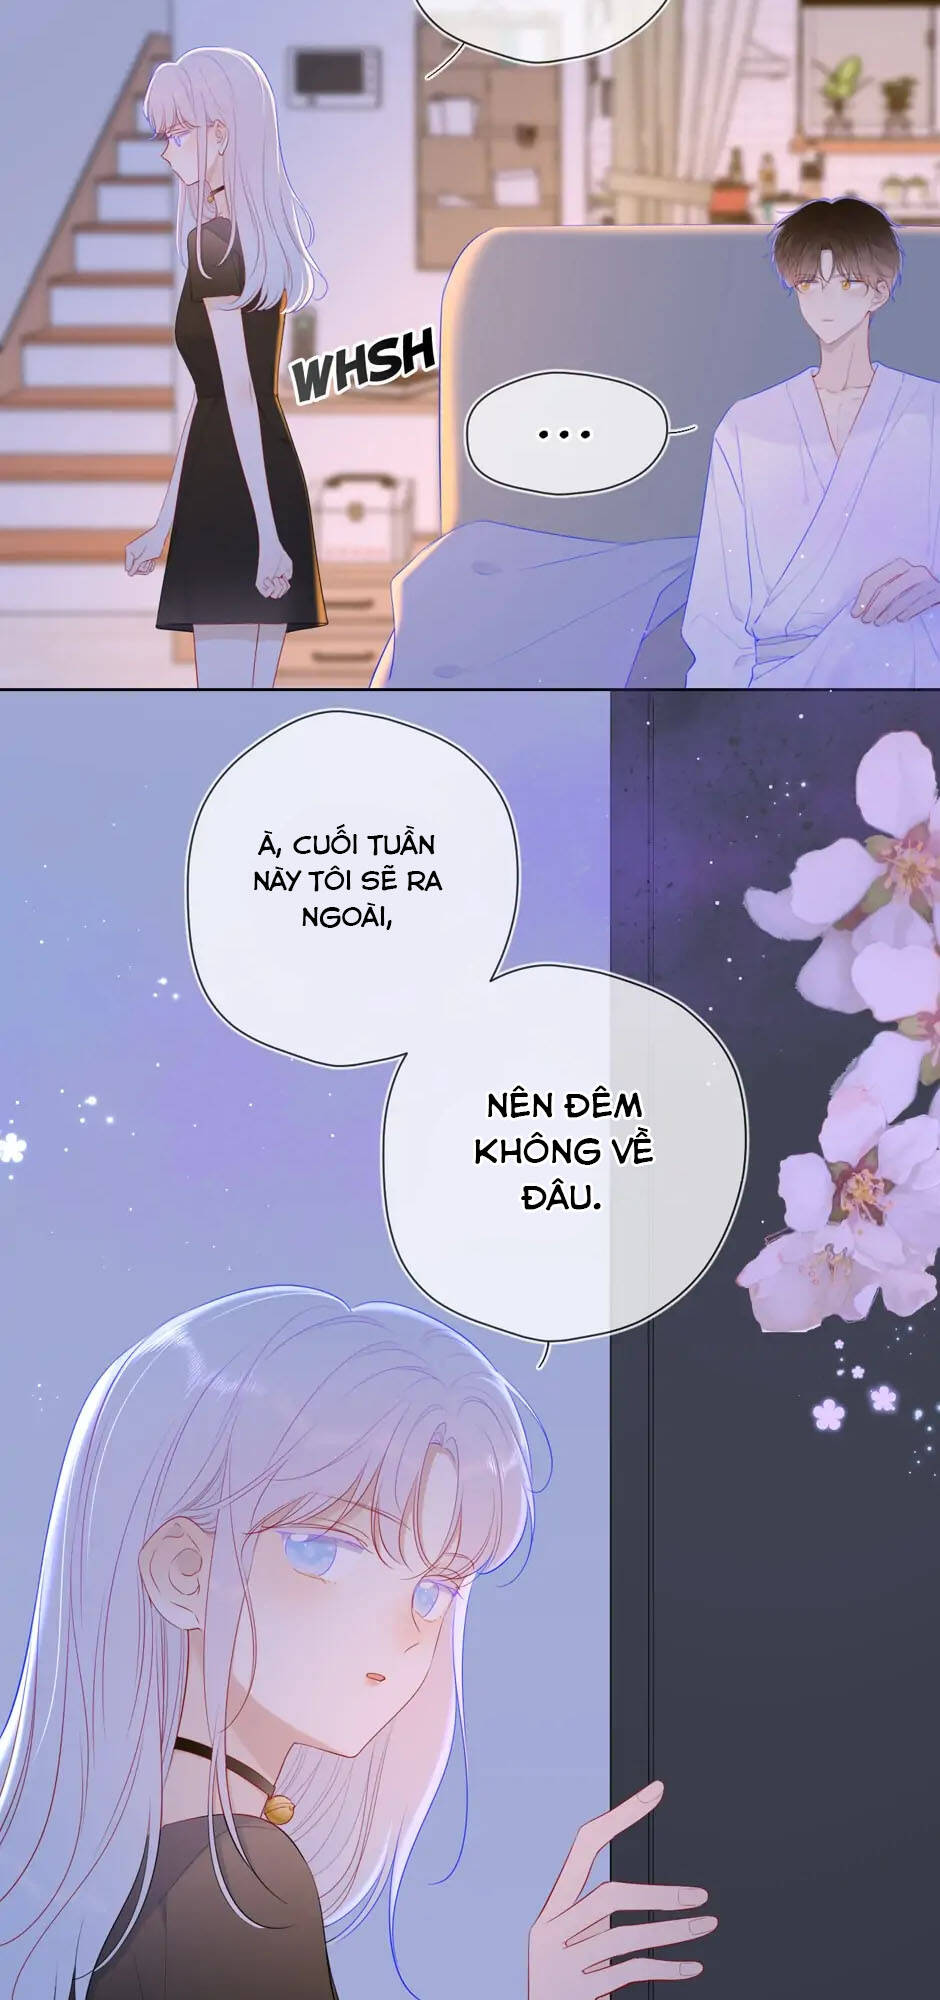 WHSH
...
À, CUỐI TUẦN
NÀY TÔI SẼ RA
NGOÀI,
NÊN ĐÊM
KHÔNG VỀ
ĐÂU.